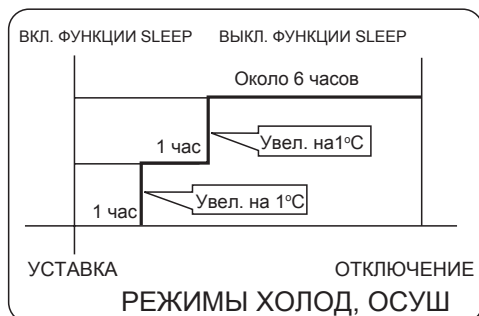 ВКЛ. ФУНКЦИИ SLEEP ВЫКЛ. ФУНКЦИИ SLEEP
Около 6 часов
1 час Увел. на1°C
1 час Увел. на 1°C
УСТАВКА ОТКЛЮЧЕНИЕ
РЕЖИМЫ ХОЛОД, ОСУШ